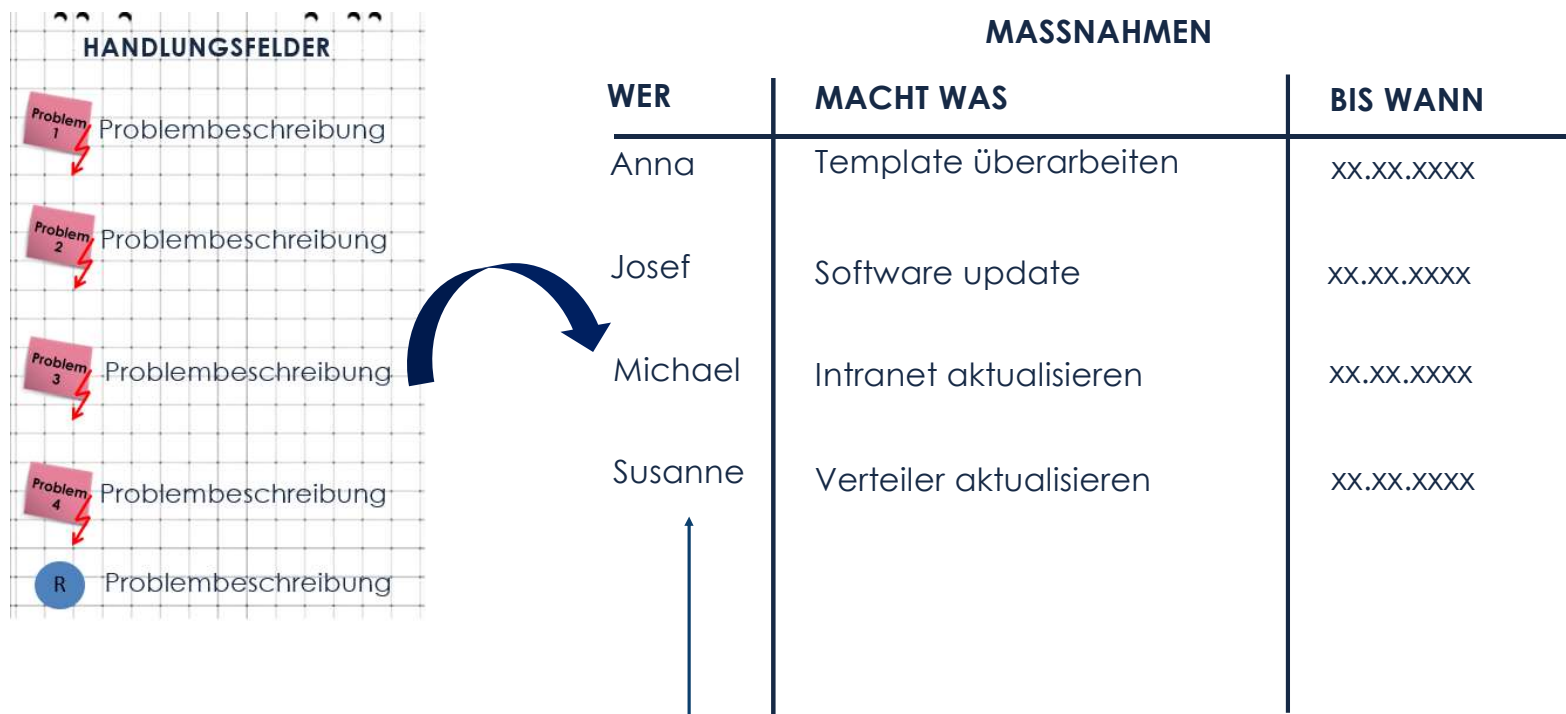 HANDLUNGSFELDER
Problem
1
Problembeschreibung
Problem
2
Problembeschreibung
Problem
3
Problembeschreibung
Problem
4
Problembeschreibung
R
Problembeschreibung
MASSNAHMEN
WER MACHT WAS BIS WANN
Anna Template überarbeiten xx.xx.xxxx
Josef Software update xx.xx.xxxx
Michael Intranet aktualisieren xx.xx.xxxx
Susanne Verteiler aktualisieren xx.xx.xxxx